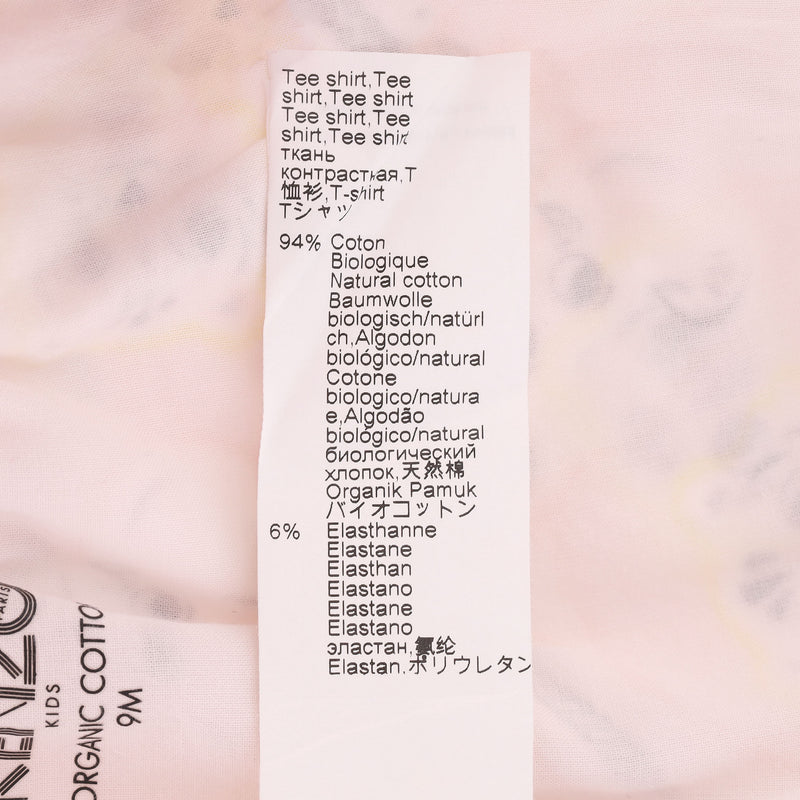 Tee shirt,Tee
shirt,Tee shirt
Tee shirt,Tee
shirt,Tee shirt
ткань
контрастная,T
恤衫,T-shirt
Tシャツ
94% Coton
Biologique
Natural cotton
Baumwolle
biologisch/natürl
ch,Algodon
biológico/natural
Cotone
biologico/natura
e,Algodão
biológico/natural
биологический
хлопок,天然棉
Organik Pamuk
バイオコットン
6% Elasthanne
Elastane
Elasthan
Elastano
Elastane
Elastano
эластан,氨纶
Elastan,ポリウレタン
KENZO
PARIS
KIDS
ORGANIC COTTO
9M